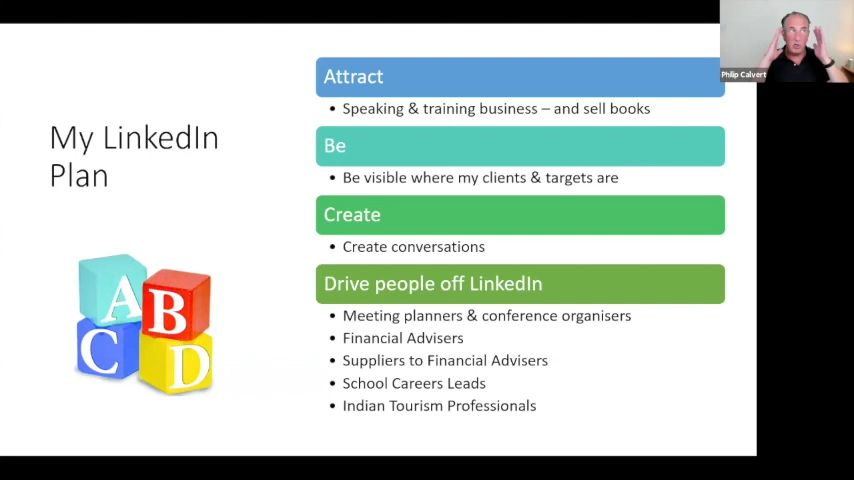 Philip Calvert
My LinkedIn
Plan
Attract
• Speaking & training business – and sell books
Be
• Be visible where my clients & targets are
Create
• Create conversations
Drive people off LinkedIn
• Meeting planners & conference organisers
• Financial Advisers
• Suppliers to Financial Advisers
• School Careers Leads
• Indian Tourism Professionals
A
B
C
D